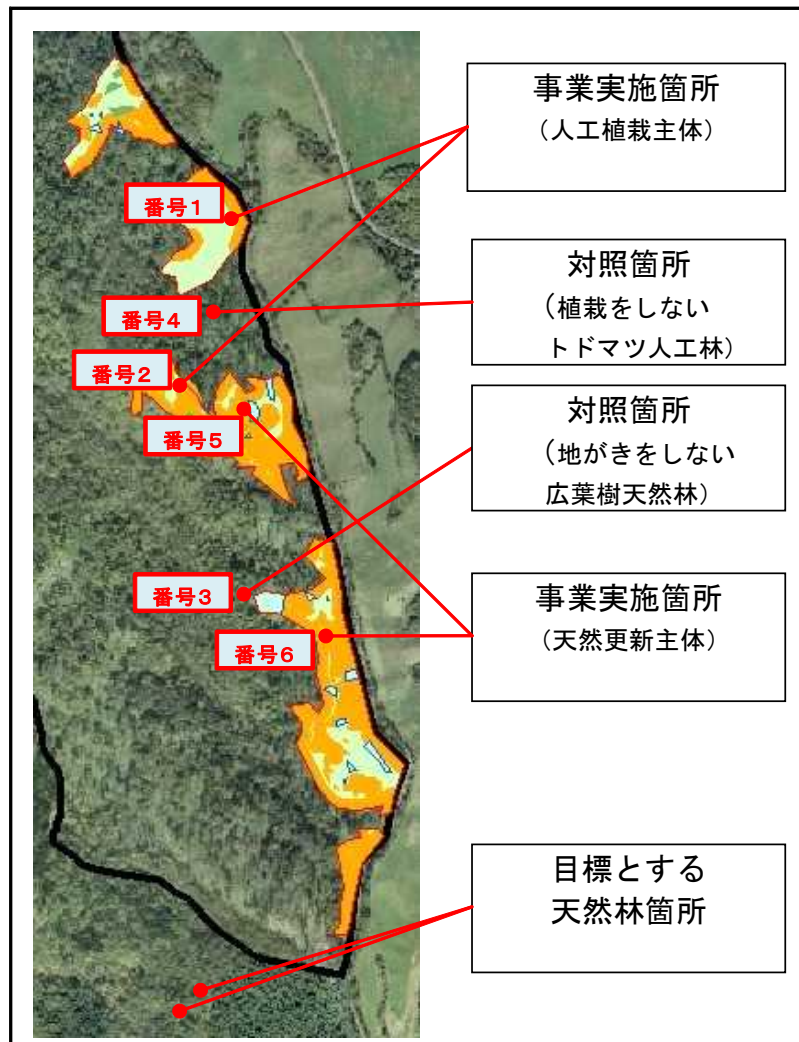 事業実施箇所
（人工植栽主体）
番号１
対照箇所
（植栽をしない
トドマツ人工林）
番号４
番号２
対照箇所
（地がきをしない
広葉樹天然林）
番号５
番号３
事業実施箇所
（天然更新主体）
番号６
目標とする
天然林箇所